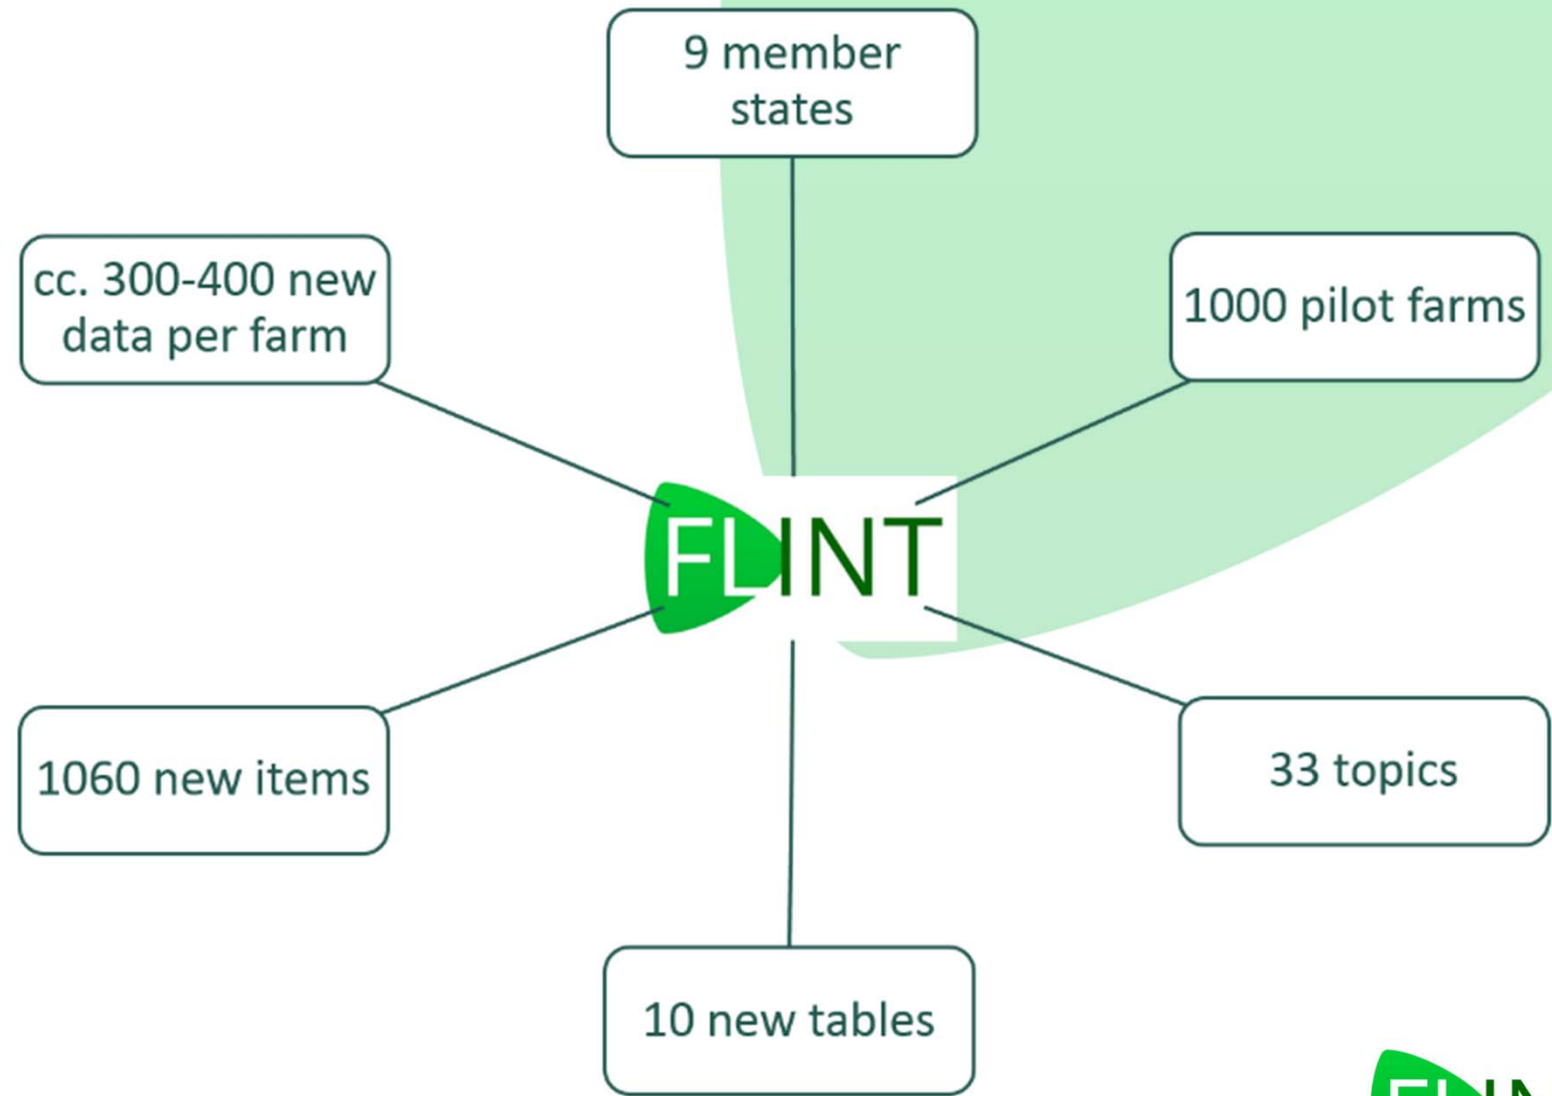 9 member
states
cc. 300-400 new
data per farm
1000 pilot farms
FLINT
1060 new items
33 topics
10 new tables